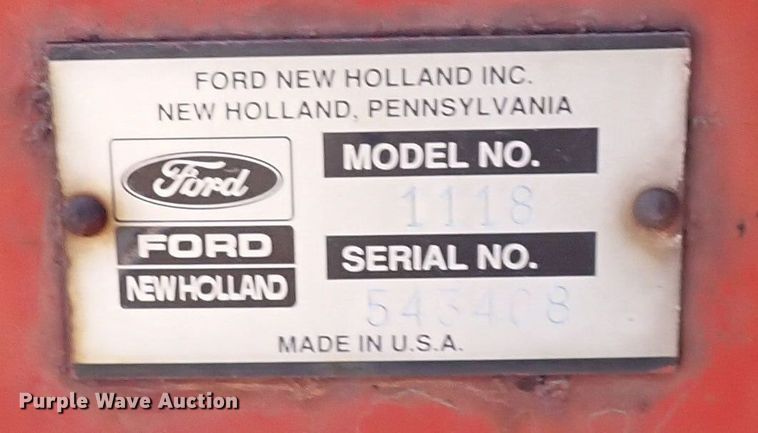 FORD NEW HOLLAND INC.
NEW HOLLAND, PENNSYLVANIA
Ford
FORD
NEW HOLLAND
MODEL NO.
1118
SERIAL NO.
543408
MADE IN U.S.A.
Purple Wave Auction